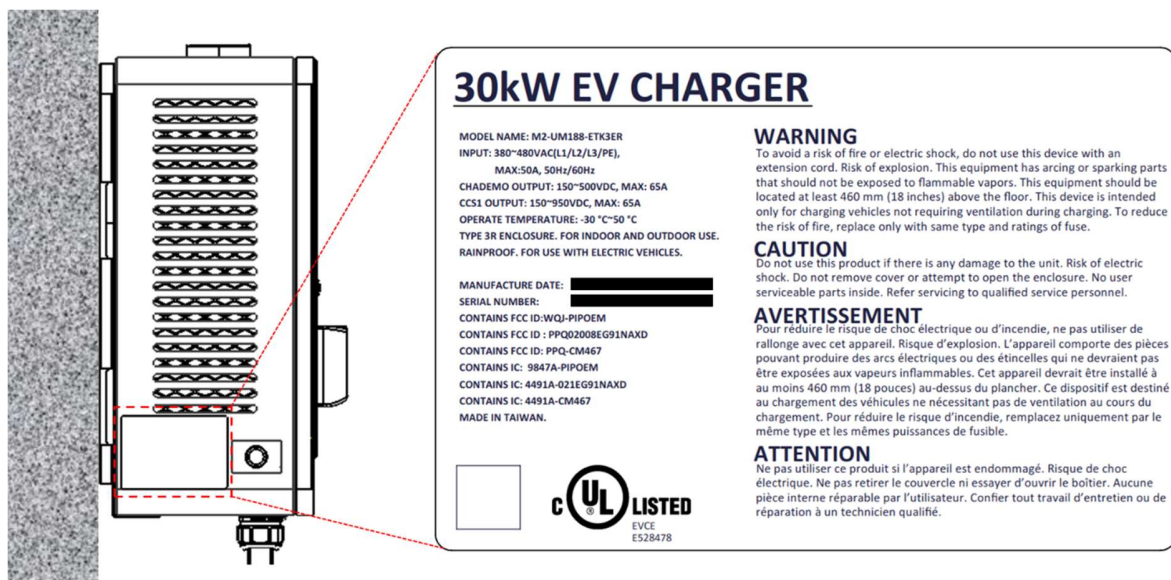 30kW EV CHARGER
MODEL NAME: M2-UM188-ETK3ER
INPUT: 380~480VAC(L1/L2/L3/PE),
MAX:50A, 50Hz/60Hz
CHADEMO OUTPUT: 150~500VDC, MAX: 65A
CCS1 OUTPUT: 150~950VDC, MAX: 65A
OPERATE TEMPERATURE: -30 °C~50 °C
TYPE 3R ENCLOSURE. FOR INDOOR AND OUTDOOR USE.
RAINPROOF. FOR USE WITH ELECTRIC VEHICLES.
MANUFACTURE DATE:
SERIAL NUMBER:
CONTAINS FCC ID:WQJ-PIPOEM
CONTAINS FCC ID : PPQ02008EG91NAXD
CONTAINS FCC ID: PPQ-CM467
CONTAINS IC: 9847A-PIPOEM
CONTAINS IC: 4491A-021EG91NAXD
CONTAINS IC: 4491A-CM467
MADE IN TAIWAN.
C UL ® LISTED
EVCE
E528478
WARNING
To avoid a risk of fire or electric shock, do not use this device with an
extension cord. Risk of explosion. This equipment has arcing or sparking parts
that should not be exposed to flammable vapors. This equipment should be
located at least 460 mm (18 inches) above the floor. This device is intended
only for charging vehicles not requiring ventilation during charging. To reduce
the risk of fire, replace only with same type and ratings of fuse.
CAUTION
Do not use this product if there is any damage to the unit. Risk of electric
shock. Do not remove cover or attempt to open the enclosure. No user
serviceable parts inside. Refer servicing to qualified service personnel.
AVERTISSEMENT
Pour réduire le risque de choc électrique ou d'incendie, ne pas utiliser de
rallonge avec cet appareil. Risque d'explosion. L'appareil comporte des pièces
pouvant produire des arcs électriques ou des étincelles qui ne devraient pas
être exposées aux vapeurs inflammables. Cet appareil devrait être installé à
au moins 460 mm (18 pouces) au-dessus du plancher. Ce dispositif est destiné
au chargement des véhicules ne nécessitant pas de ventilation au cours du
chargement. Pour réduire le risque d'incendie, remplacez uniquement par le
même type et les mêmes puissances de fusible.
ATTENTION
Ne pas utiliser ce produit si l'appareil est endommagé. Risque de choc
électrique. Ne pas retirer le couvercle ni essayer d'ouvrir le boîtier. Aucune
pièce interne réparable par l'utilisateur. Confier tout travail d'entretien ou de
réparation à un technicien qualifié.